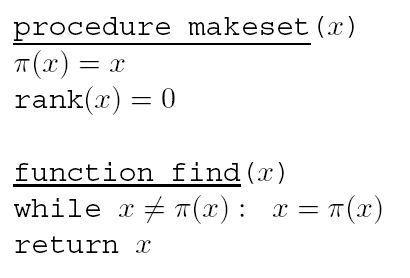 procedure makeset(x)
π(x) = x
rank(x) = 0
function find(x)
while x ≠ π(x) : x = π(x)
return x